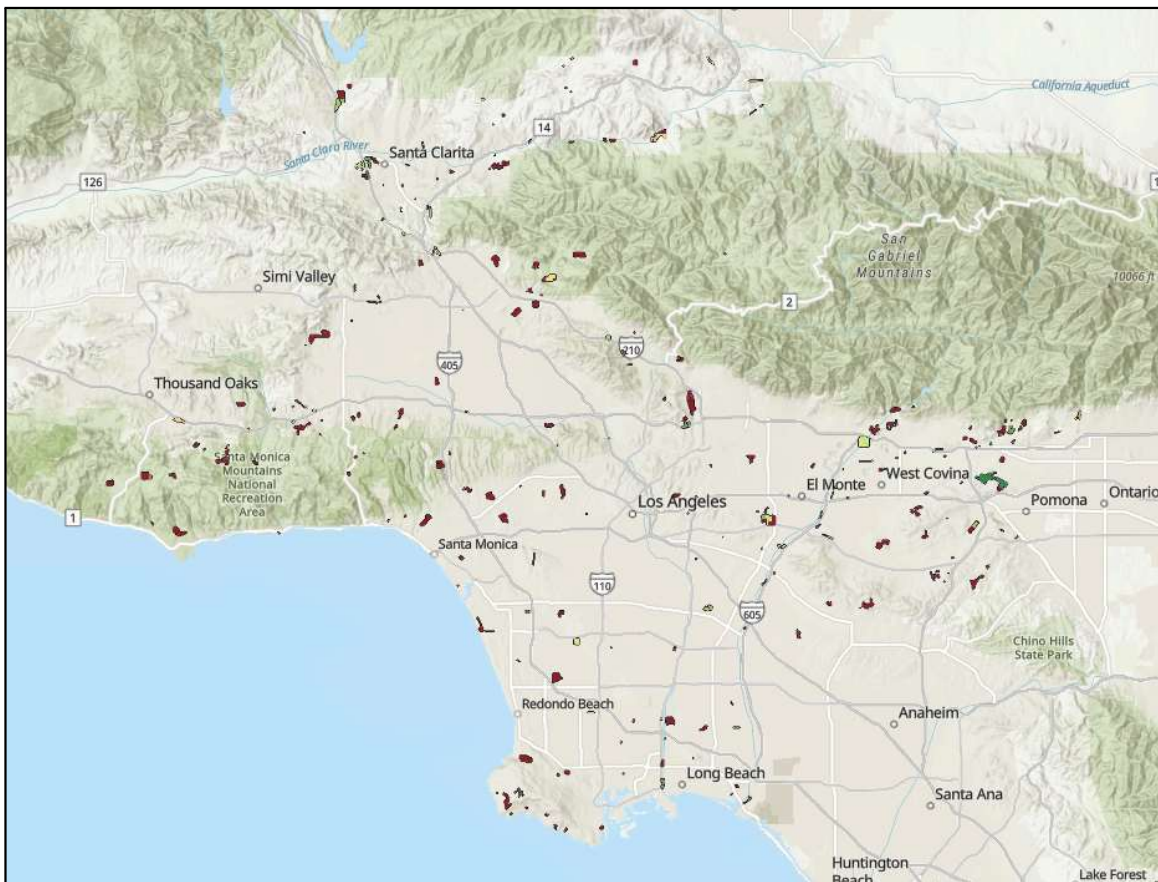 California Aqueduct
14
Santa Clara River
Santa Clarita
126
1
San
Gabriel
Mountains
10066 ft
Simi Valley
2
210
405
Thousand Oaks
Santa Monica
Mountains
National
Recreation
Area
West Covina
El Monte
Los Angeles
Pomona
Ontario
1
Santa Monica
110
605
Chino Hills
State Park
Redondo Beach
Anaheim
Long Beach
Santa Ana
Huntington
Beach
Lake Forest